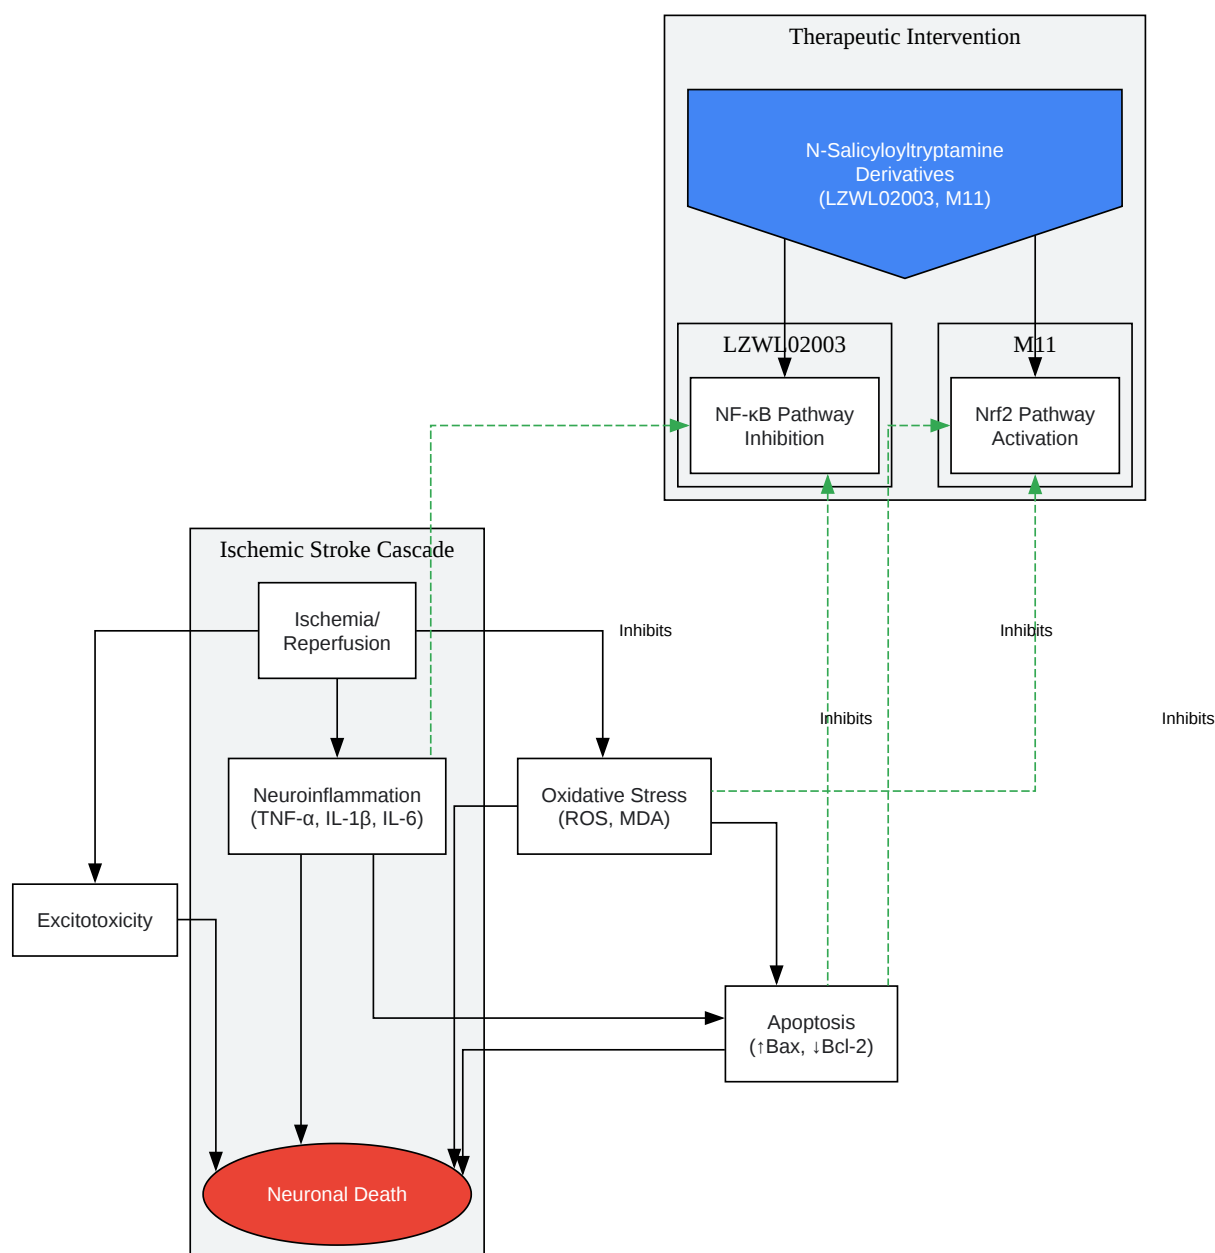 Therapeutic Intervention
N-Salicyloyltryptamine
Derivatives
(LZWL02003, M11)
LZWL02003
M11
NF-κB Pathway
Inhibition
Nrf2 Pathway
Activation
Ischemic Stroke Cascade
Ischemia/
Reperfusion
Inhibits
Inhibits
Inhibits
Inhibits
Neuroinflammation
(TNF-α, IL-1β, IL-6)
Oxidative Stress
(ROS, MDA)
Excitotoxicity
Apoptosis
(↑Bax, ↓Bcl-2)
Neuronal Death